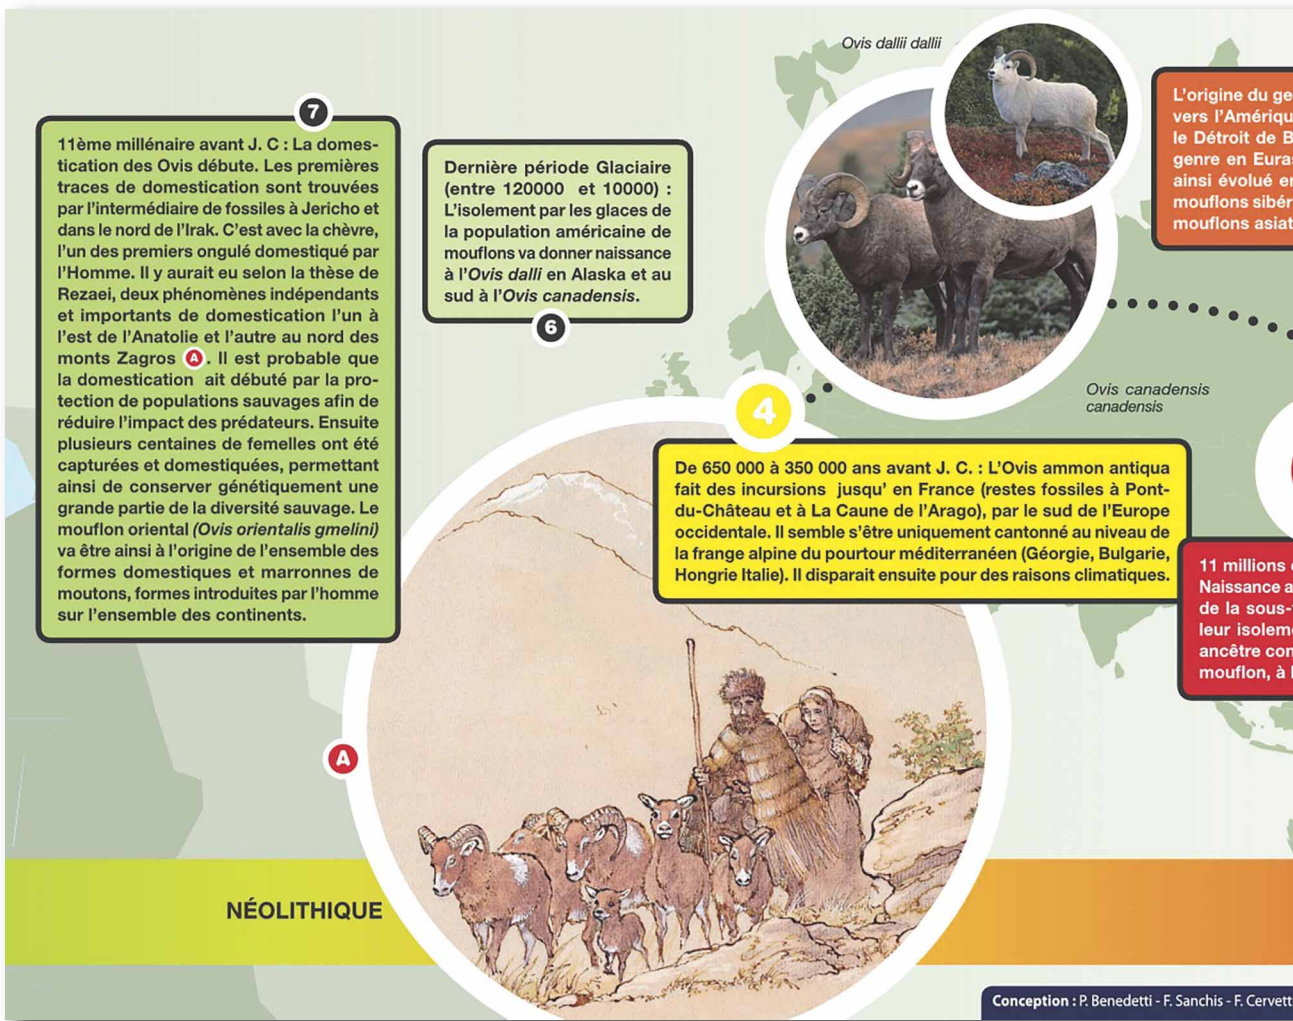 Ovis dallii dallii
7
11ème millénaire avant J. C : La domes-
tication des Ovis débute. Les premières
traces de domestication sont trouvées
par l'intermédiaire de fossiles à Jericho et
dans le nord de l'Irak. C'est avec la chèvre,
l'un des premiers ongulé domestiqué par
l'Homme. Il y aurait eu selon la thèse de
Rezaei, deux phénomènes indépendants
et importants de domestication l'un à
l'est de l'Anatolie et l'autre au nord des
monts Zagros A . Il est probable que
la domestication ait débuté par la pro-
tection de populations sauvages afin de
réduire l'impact des prédateurs. Ensuite
plusieurs centaines de femelles ont été
capturées et domestiquées, permettant
ainsi de conserver génétiquement une
grande partie de la diversité sauvage. Le
mouflon oriental (Ovis orientalis gmelini)
va être ainsi à l'origine de l'ensemble des
formes domestiques et marronnes de
moutons, formes introduites par l'homme
sur l'ensemble des continents.
Dernière période Glaciaire
(entre 120000 et 10000) :
L'isolement par les glaces de
la population américaine de
mouflons va donner naissance
à l'Ovis dalli en Alaska et au
sud à l'Ovis canadensis.
6
L'origine du ge
vers l'Amériqu
le Détroit de B
genre en Euras
ainsi évolué en
mouflons sibér
mouflons asiat
Ovis canadensis
canadensis
4
De 650 000 à 350 000 ans avant J. C. : L'Ovis ammon antiqua
fait des incursions jusqu' en France (restes fossiles à Pont-
du-Château et à La Caune de l'Arago), par le sud de l'Europe
occidentale. Il semble s'être uniquement cantonné au niveau de
la frange alpine du pourtour méditerranéen (Géorgie, Bulgarie,
Hongrie Italie). Il disparait ensuite pour des raisons climatiques.
11 millions
Naissance a
de la sous-
leur isolem
ancêtre con
mouflon, à l
A
NÉOLITHIQUE
Conception : P. Benedetti - F. Sanchis - F. Cervett